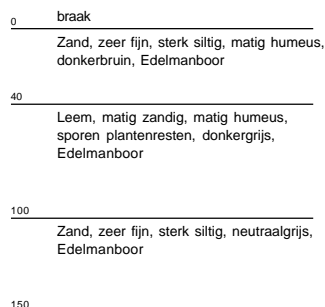 0
braak
Zand, zeer fijn, sterk siltig, matig humeus,
donkerbruin, Edelmanboor
40
Leem, matig zandig, matig humeus,
sporen plantenresten, donkergrijs,
Edelmanboor
100
Zand, zeer fijn, sterk siltig, neutraalgrijs,
Edelmanboor
150